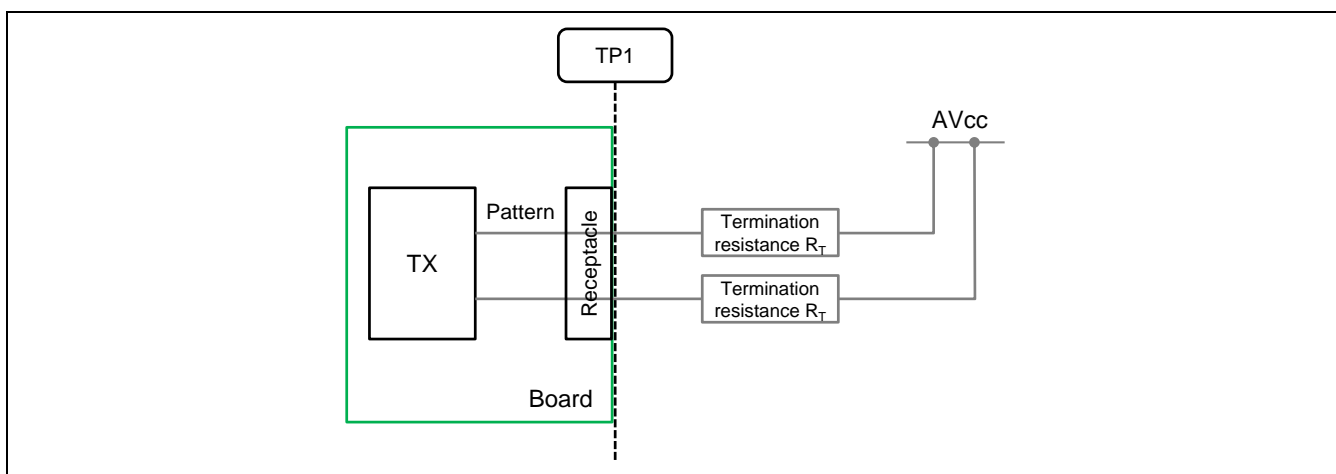 TP1
AVcc
Pattern
Termination
resistance R_T
TX
Receptacle
Termination
resistance R_T
Board